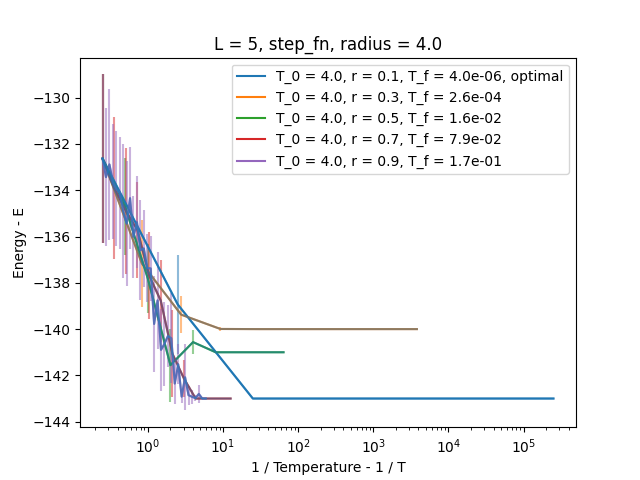 L = 5, step_fn, radius = 4.0
T_0 = 4.0, r = 0.1, T_f = 4.0e-06, optimal
T_0 = 4.0, r = 0.3, T_f = 2.6e-04
T_0 = 4.0, r = 0.5, T_f = 1.6e-02
T_0 = 4.0, r = 0.7, T_f = 7.9e-02
T_0 = 4.0, r = 0.9, T_f = 1.7e-01
Energy - E
−130
−132
−134
−136
−138
−140
−142
−144
10⁰ 10¹ 10² 10³ 10⁴ 10⁵
1 / Temperature - 1 / T